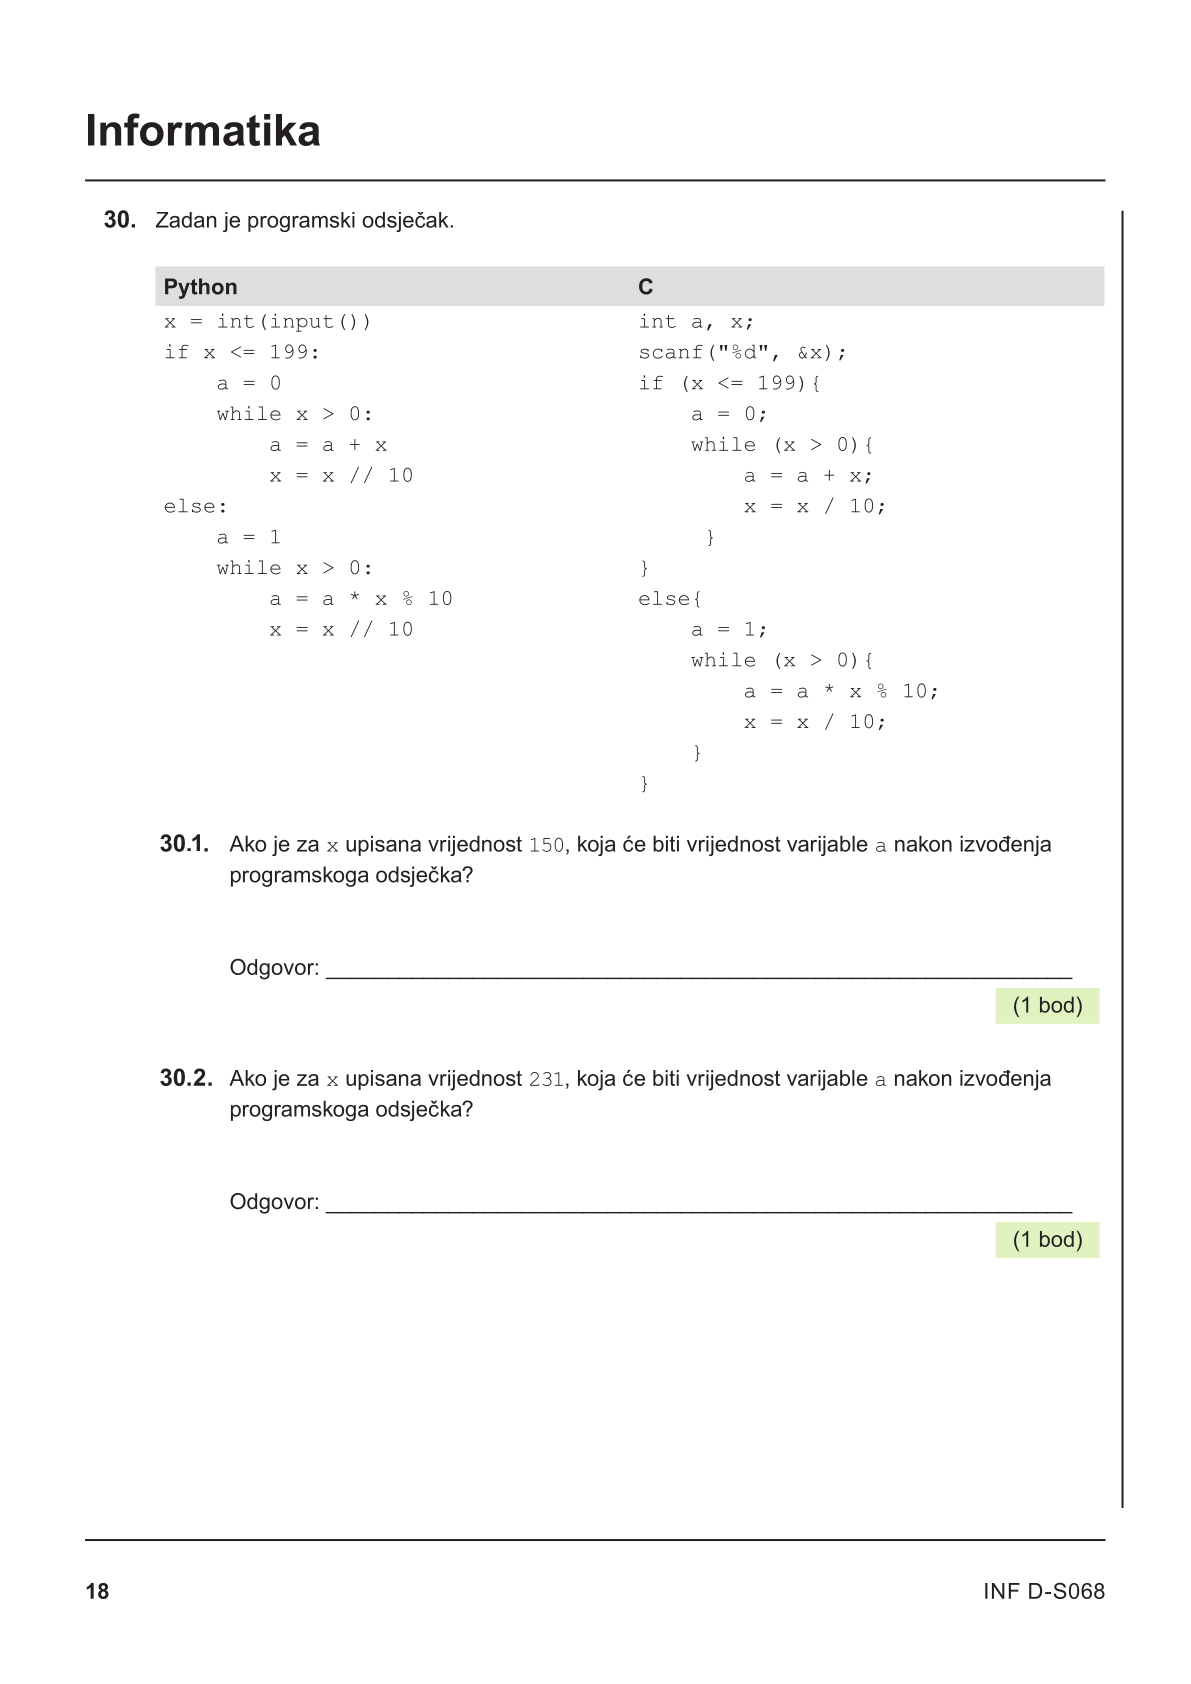 Informatika
30. Zadan je programski odsječak.
Python C
x = int(input())
if x <= 199:
    a = 0
    while x > 0:
        a = a + x
        x = x // 10
else:
    a = 1
    while x > 0:
        a = a * x % 10
        x = x // 10
int a, x;
scanf("%d", &x);
if (x <= 199){
    a = 0;
    while (x > 0){
        a = a + x;
        x = x / 10;
     }
}
else{
    a = 1;
    while (x > 0){
        a = a * x % 10;
        x = x / 10;
    }
}
30.1. Ako je za x upisana vrijednost 150, koja će biti vrijednost varijable a nakon izvođenja
programskoga odsječka?
Odgovor: ____________________
(1 bod)
30.2. Ako je za x upisana vrijednost 231, koja će biti vrijednost varijable a nakon izvođenja
programskoga odsječka?
Odgovor: ____________________
(1 bod)
18 INF D-S068